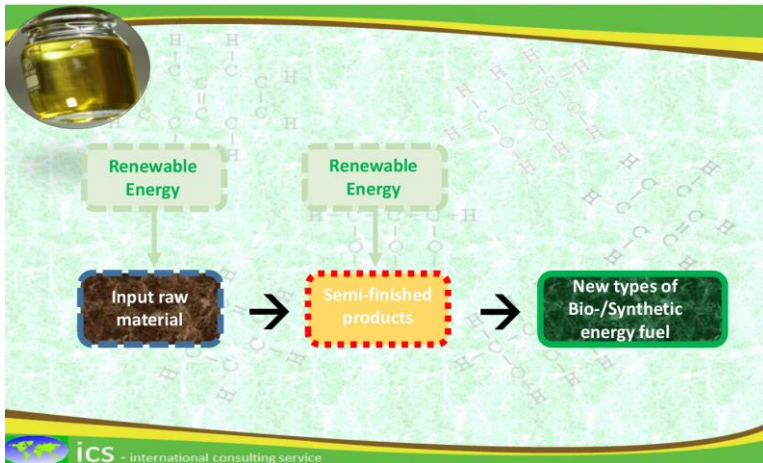 Renewable
Energy
Renewable
Energy
Input raw
material
Semi-finished
products
New types of
Bio-/Synthetic
energy fuel
ics - international consulting service